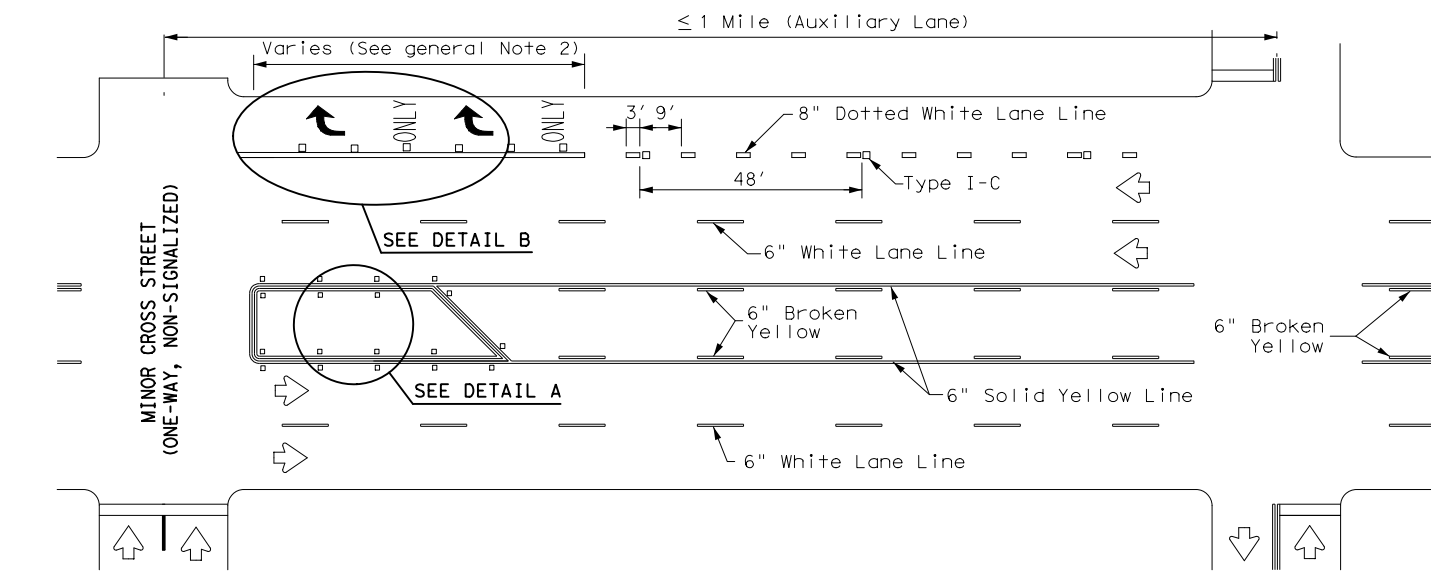 ≤ 1 Mile (Auxiliary Lane)
Varies (See general Note 2)
ONLY
ONLY
3' 9'
8" Dotted White Lane Line
48'
Type I-C
SEE DETAIL B
6" White Lane Line
MINOR CROSS STREET
(ONE-WAY, NON-SIGNALIZED)
6" Broken
Yellow
6" Broken
Yellow
SEE DETAIL A
6" Solid Yellow Line
6" White Lane Line